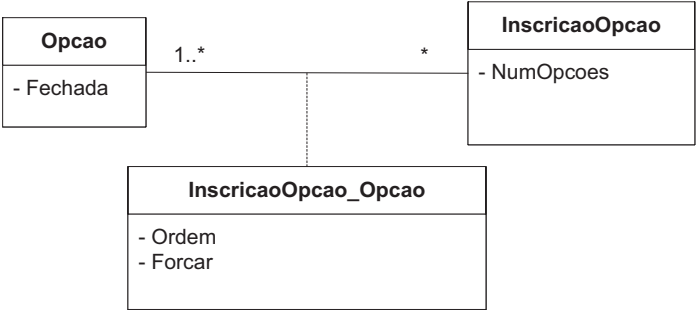 Opcao
- Fechada
1..*
*
InscricaoOpcao
- NumOpcoes
InscricaoOpcao_Opcao
- Ordem
- Forcar